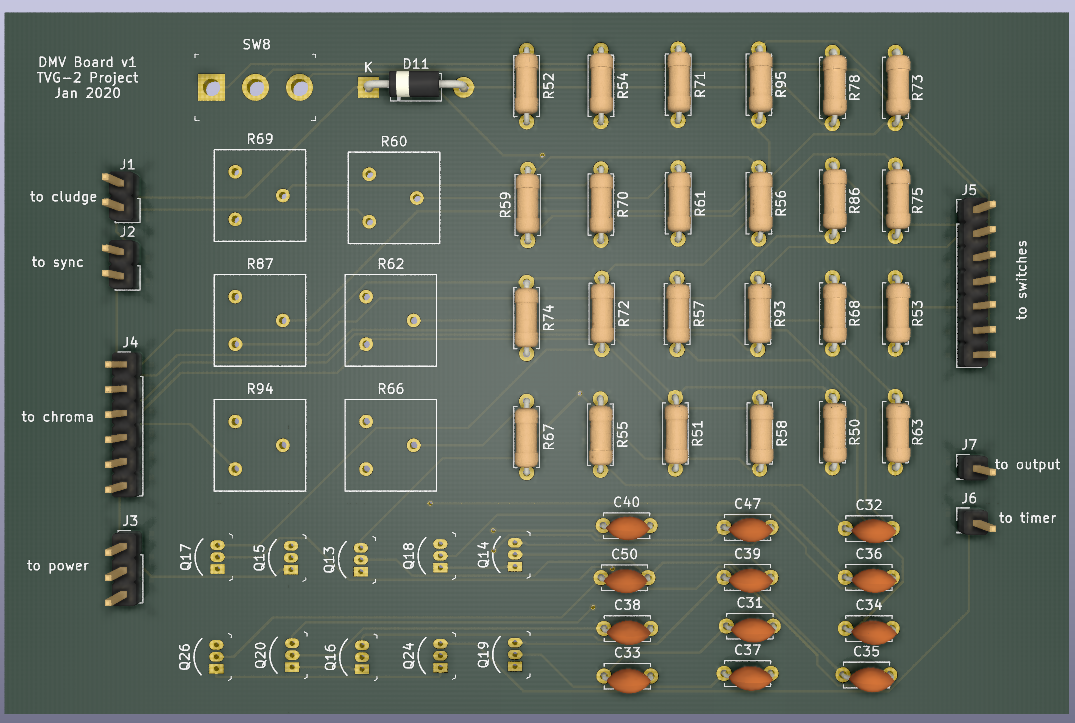 DMV Board v1
TVG-2 Project
Jan 2020
SW8
K
D11
R52
R54
R71
R95
R78
R73
R69
R60
J1
to cludge
R59
R70
R61
R56
R86
R75
J5
to switches
J2
to sync
R87
R62
R74
R72
R57
R93
R68
R53
J4
to chroma
R94
R66
R67
R55
R51
R58
R50
R63
J7
to output
J6
to timer
J3
to power
Q17
Q15
Q13
Q18
Q14
C40
C47
C32
C50
C39
C36
C38
C31
C34
Q26
Q20
Q16
Q24
Q19
C33
C37
C35